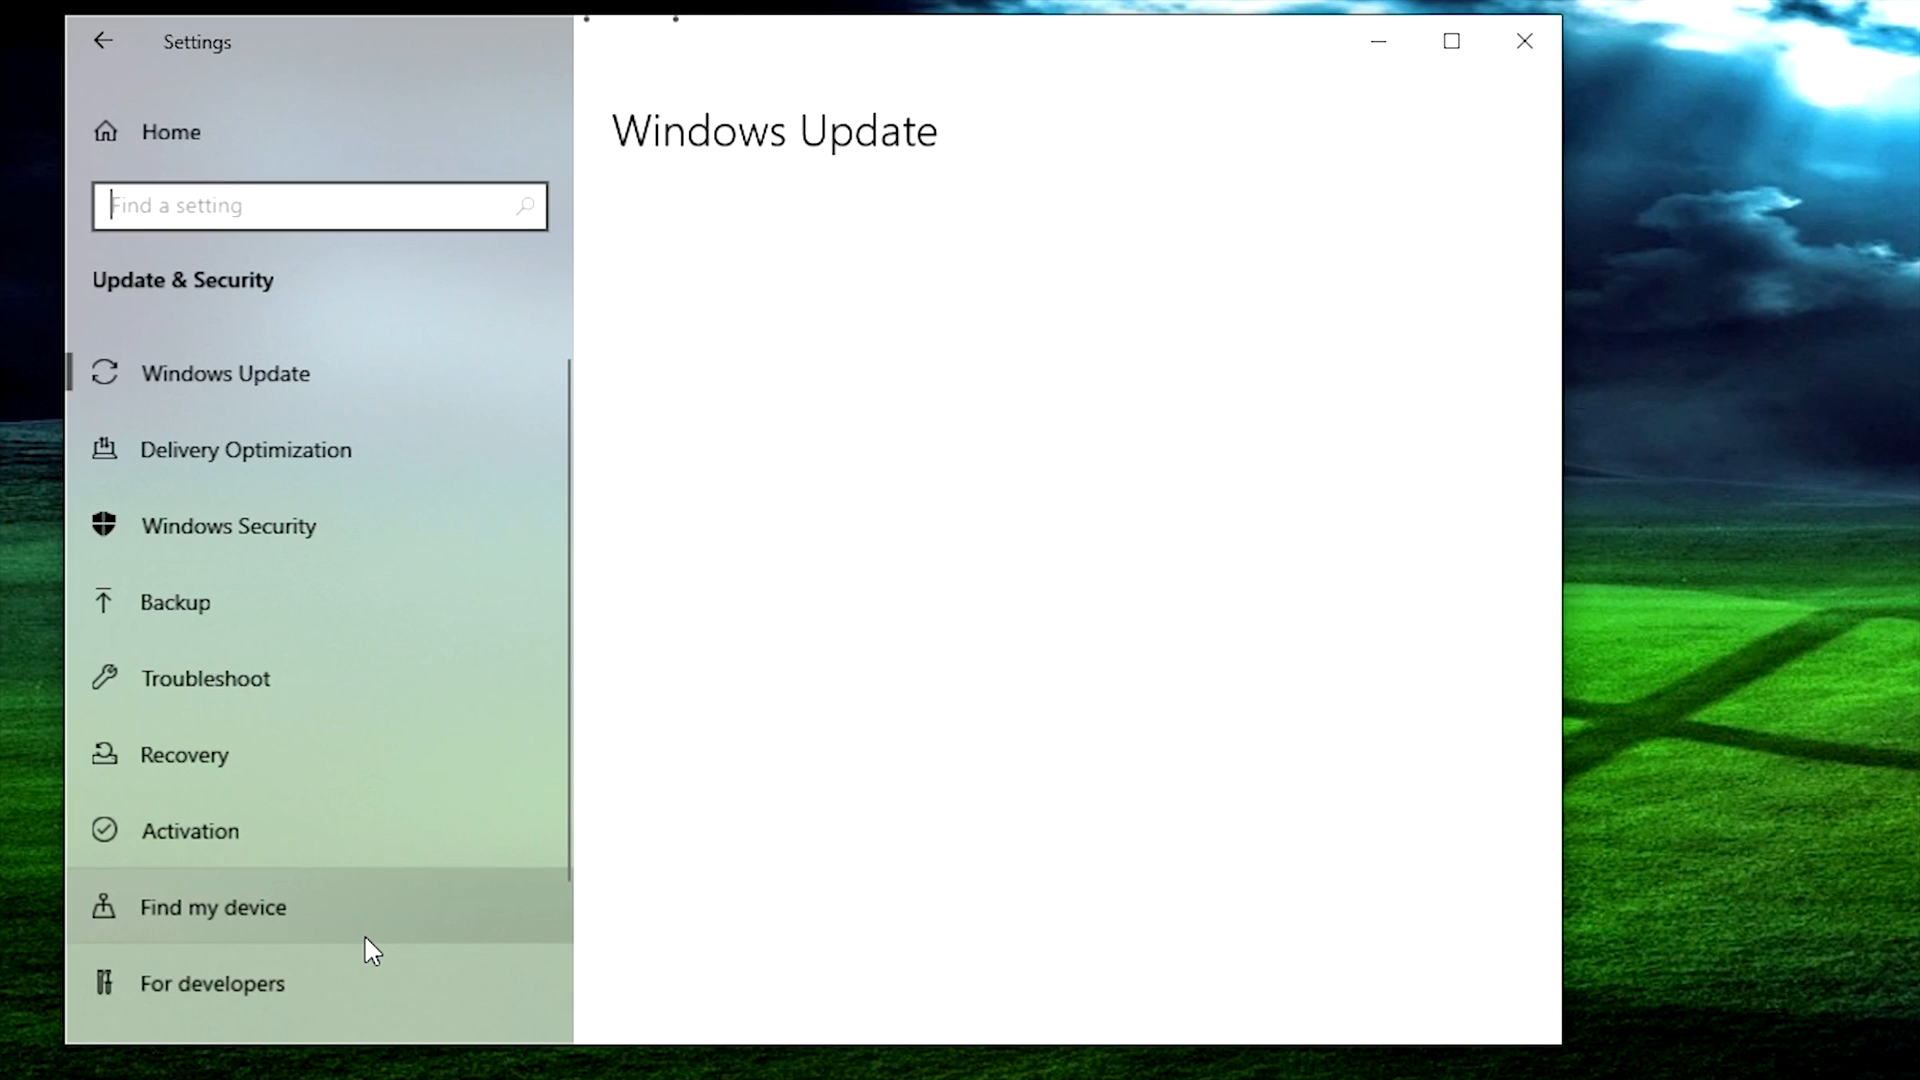 Settings
Home
Find a setting
Update & Security
Windows Update
Delivery Optimization
Windows Security
Backup
Troubleshoot
Recovery
Activation
Find my device
For developers
Windows Update